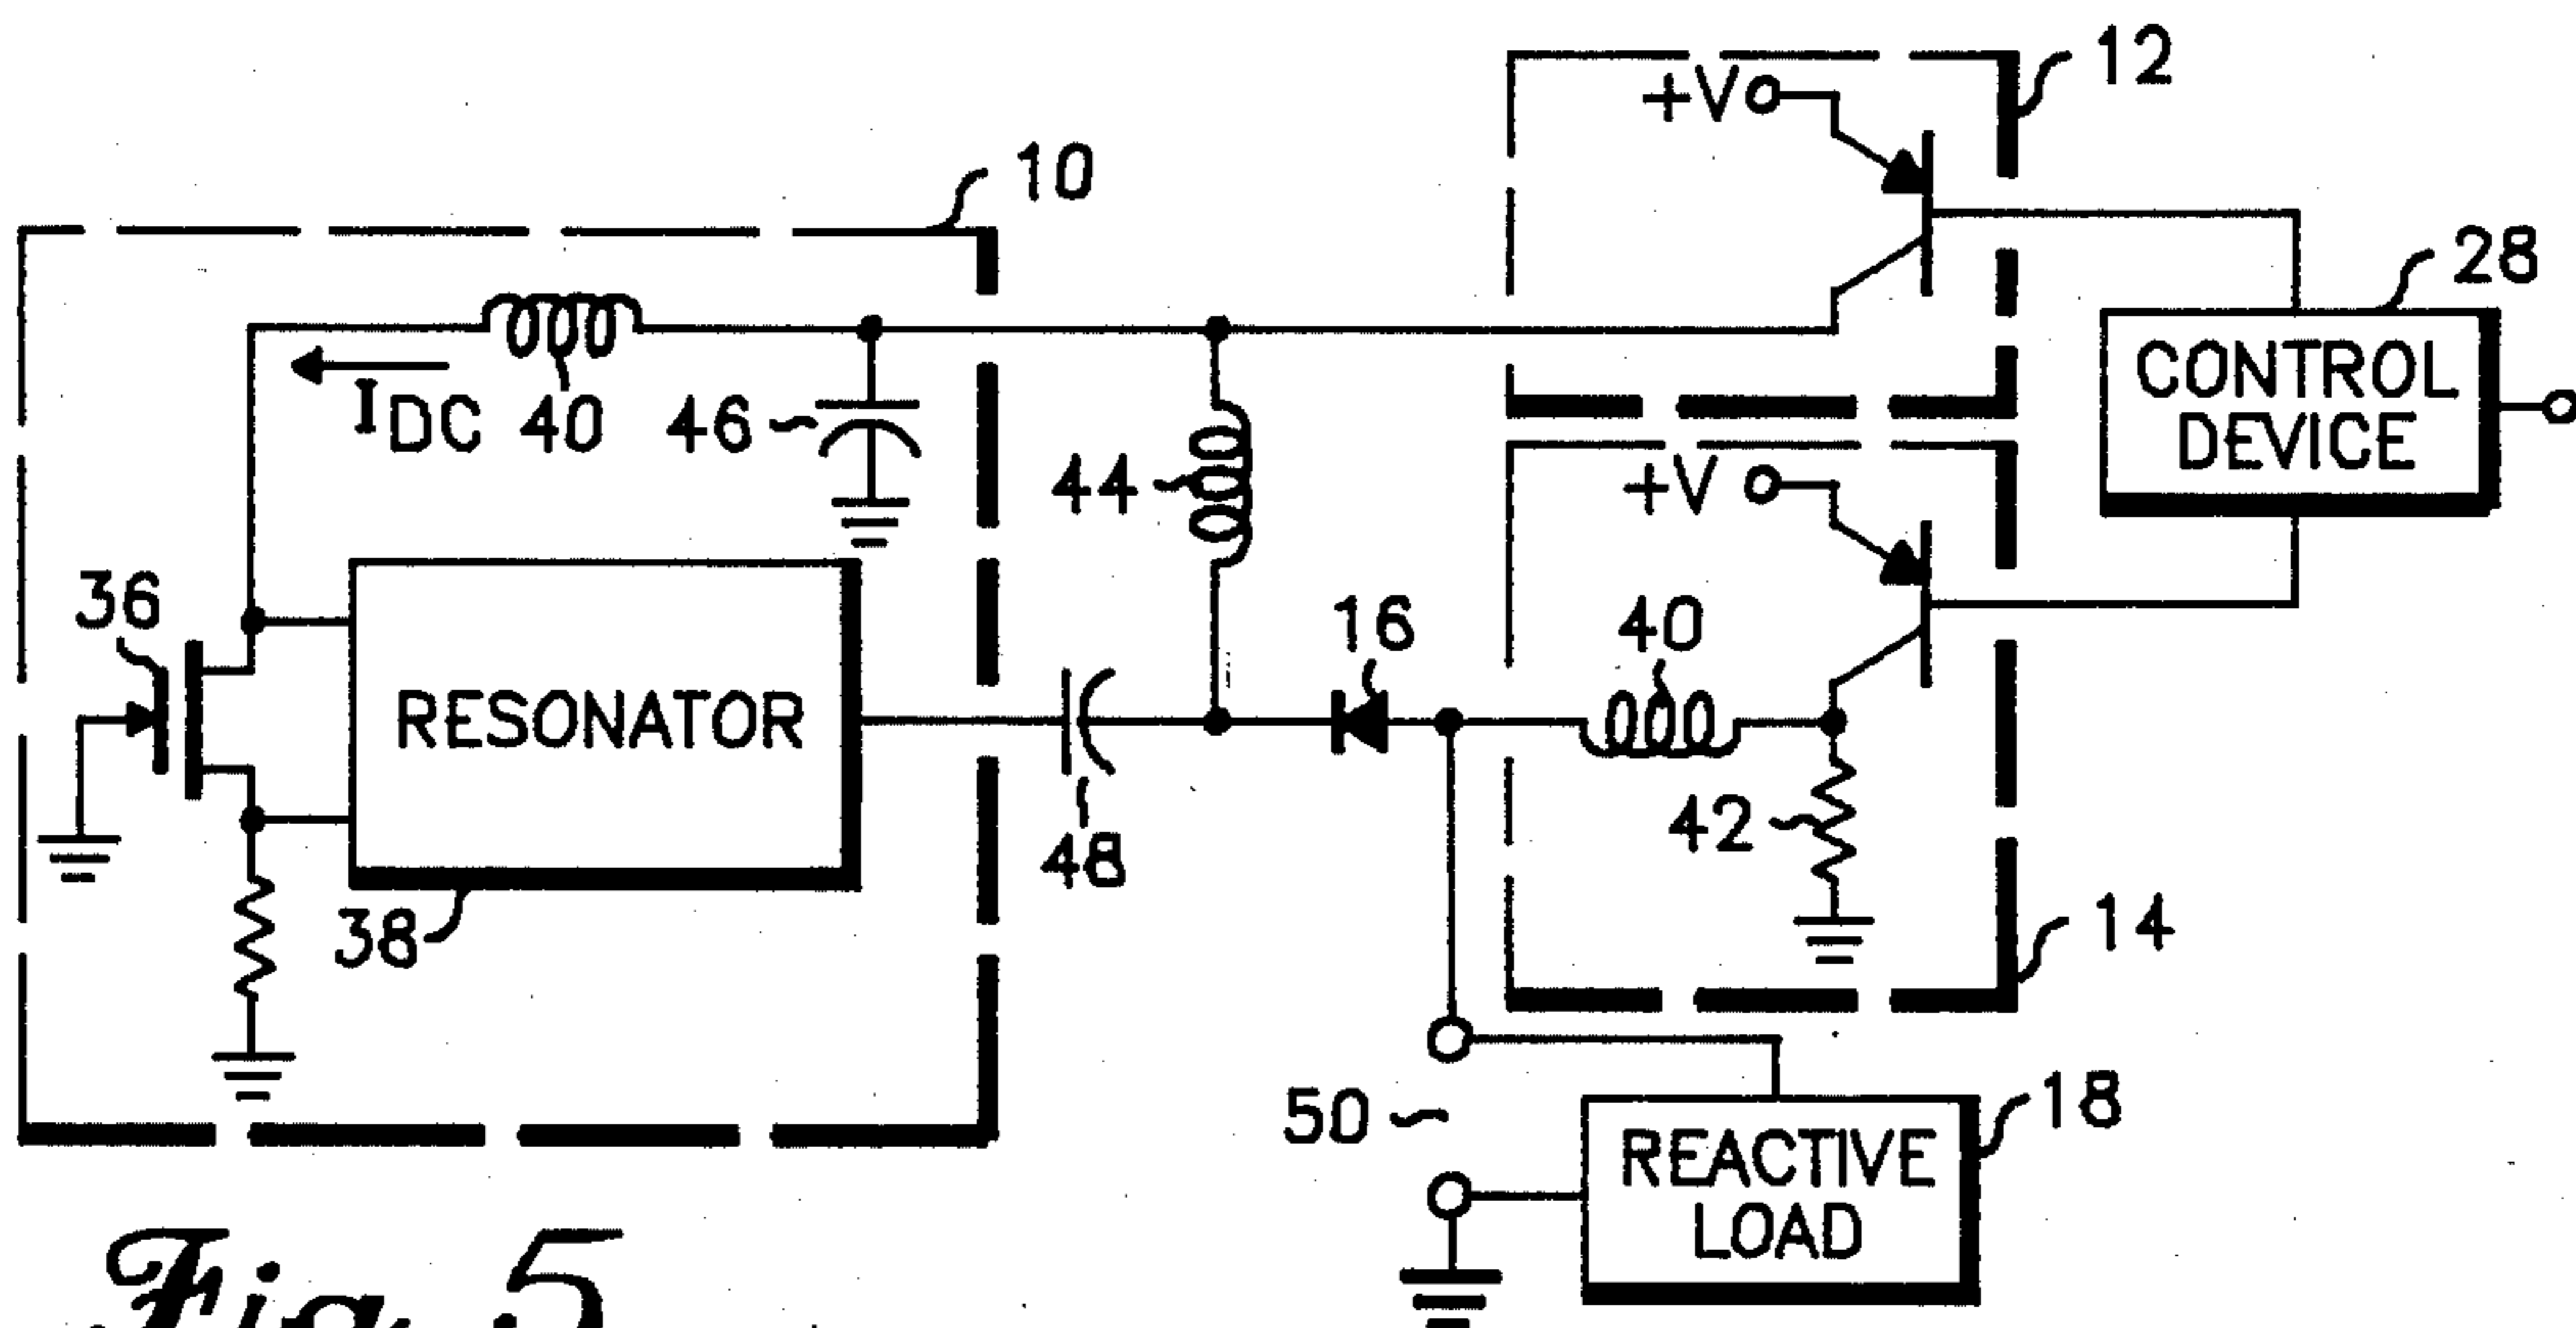 12
+V
10
28
CONTROL
DEVICE
I DC
40
46
44
+V
36
16
40
RESONATOR
42
48
38
14
50
18
REACTIVE
LOAD
Fig. 5